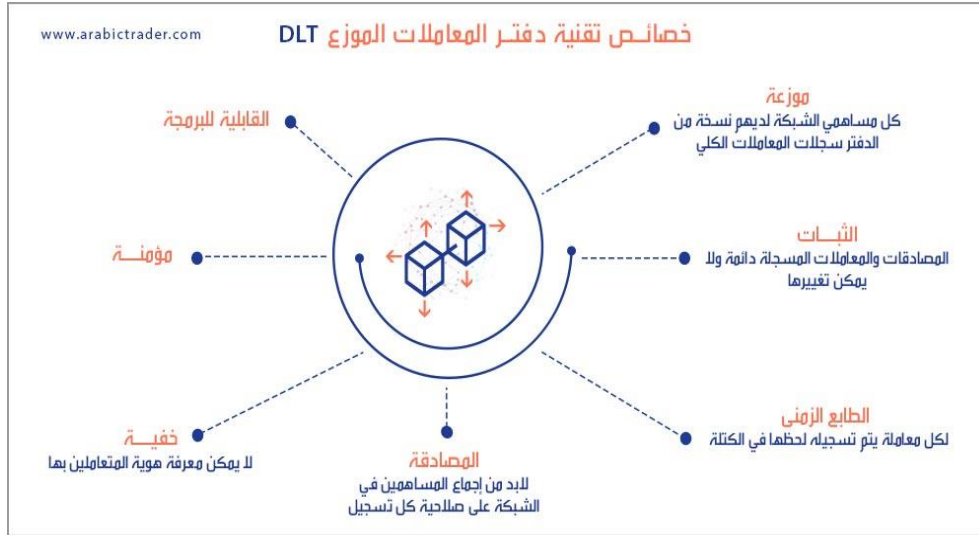 خصائص تقنية دفتر المعاملات الموزع DLT
www.arabictrader.com
موزعة
كل مساهمي الشبكة لديهم نسخة من
الدفتر سجلات المعاملات الكلي
القابلية للبرمجة
الثبات
المصادقات والمعاملات المسجلة دائمة ولا
يمكن تغييرها
مؤمنة
الطابع الزمنى
لكل معاملة يتم تسجيله لحظها في الكتلة
خفية
لا يمكن معرفة هوية المتعاملين بها
المصادقة
لابد من إجماع المساهمين في
الشبكة على صلاحية كل تسجيل